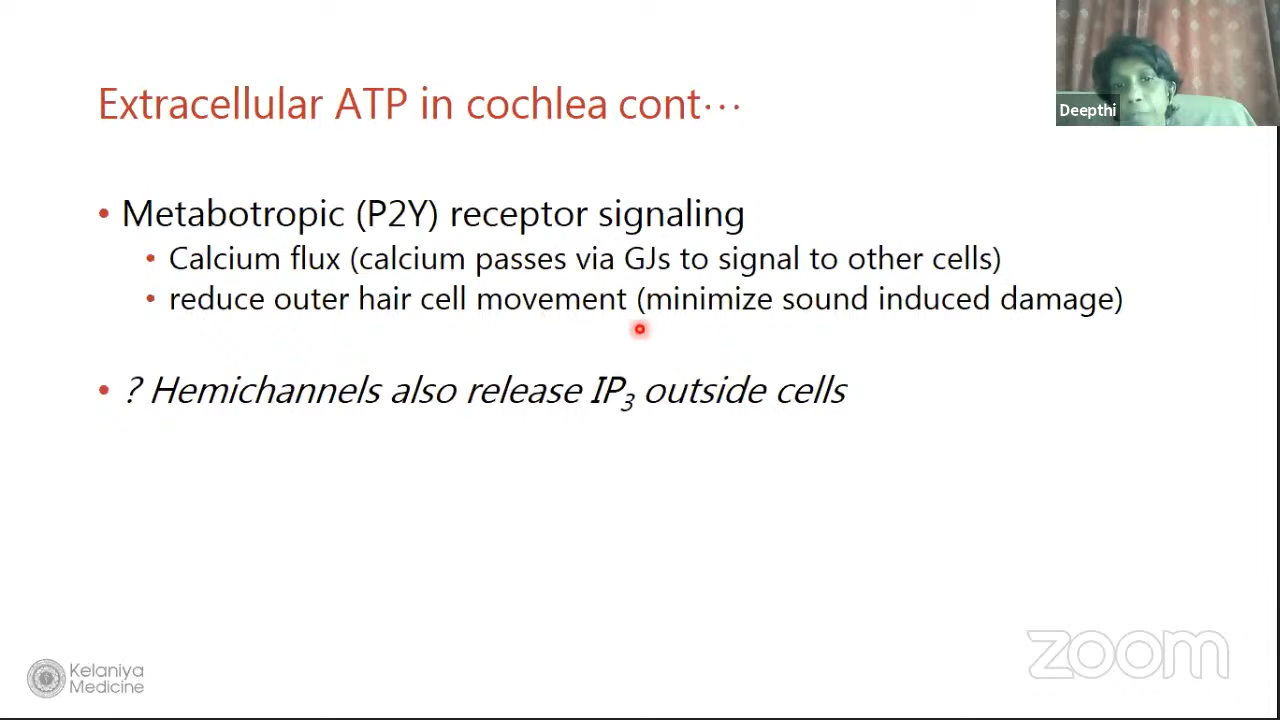 Extracellular ATP in cochlea cont…
Deepthi
• Metabotropic (P2Y) receptor signaling
• Calcium flux (calcium passes via GJs to signal to other cells)
• reduce outer hair cell movement (minimize sound induced damage)
• ? Hemichannels also release IP₃ outside cells
Kelaniya
Medicine
zoom